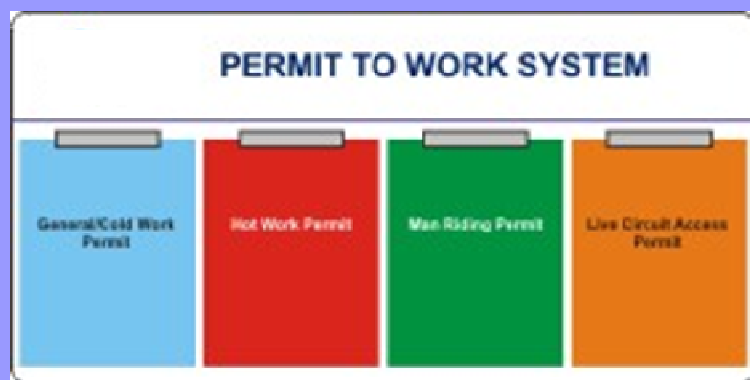 PERMIT TO WORK SYSTEM
General/Cold Work
Permit
Hot Work Permit
Man Riding Permit
Live Circuit Access
Permit